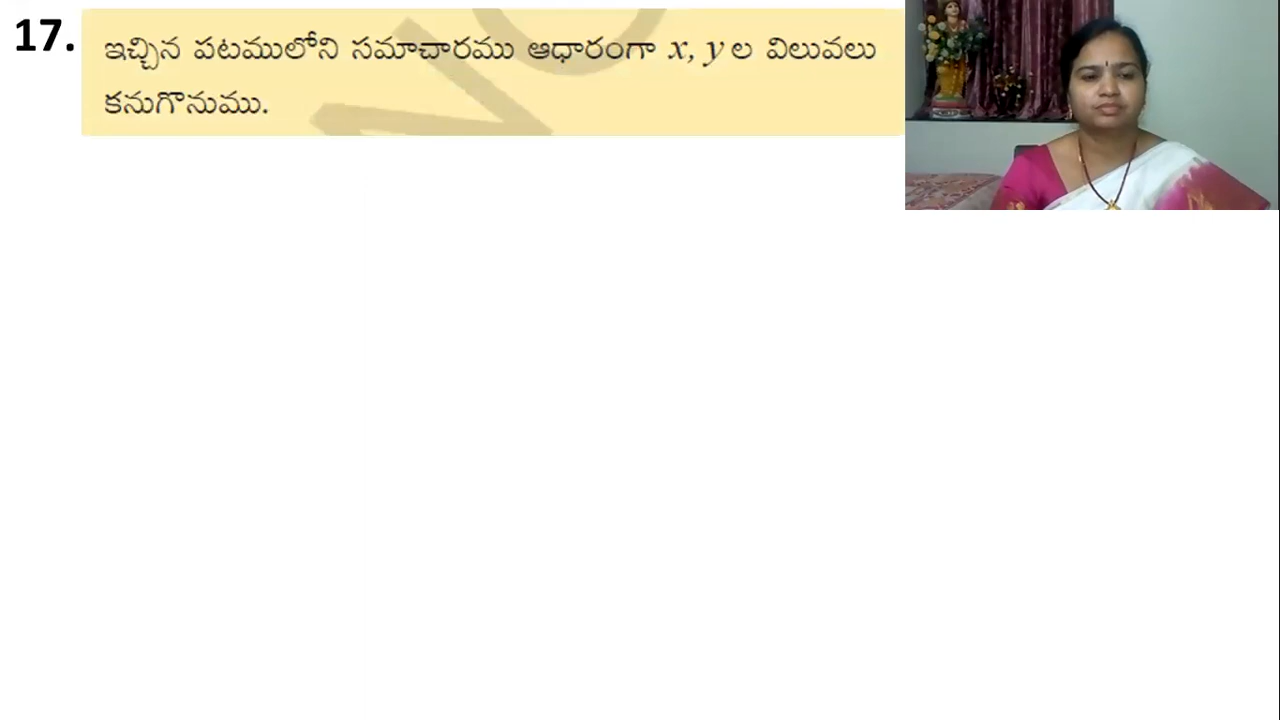 17.
ఇచ్చిన పటములోని సమాచారము ఆధారంగా x, y ల విలువలు
కనుగొనుము.